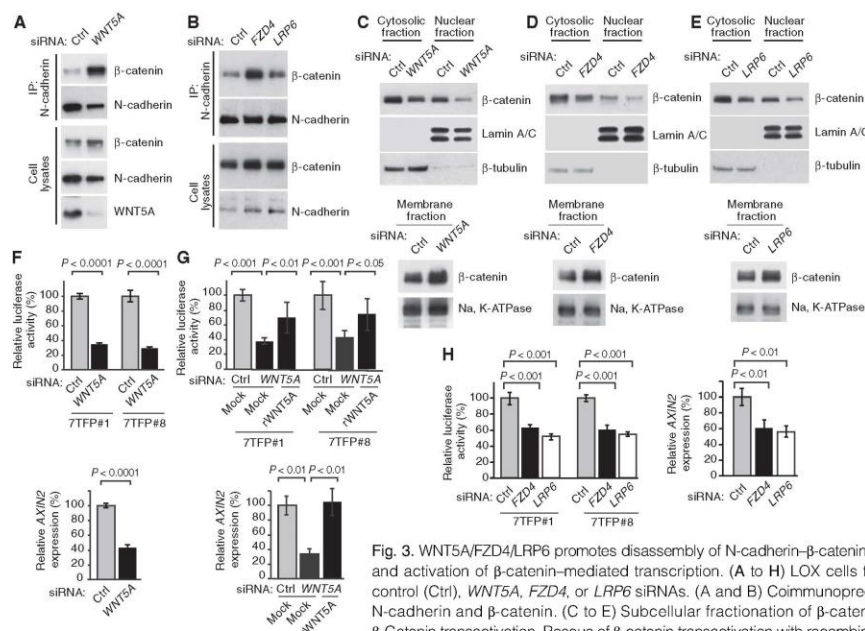 A
siRNA: Ctrl WNT5A
IP: N-cadherin
β-catenin
N-cadherin
Cell lysates
β-catenin
N-cadherin
WNT5A
B
siRNA: Ctrl FZD4 LRP6
IP: N-cadherin
β-catenin
N-cadherin
Cell lysates
β-catenin
N-cadherin
C
Cytosolic fraction Nuclear fraction
siRNA: Ctrl WNT5A Ctrl WNT5A
β-catenin
Lamin A/C
β-tubulin
Membrane fraction
siRNA: Ctrl WNT5A
β-catenin
Na, K-ATPase
D
Cytosolic fraction Nuclear fraction
siRNA: Ctrl FZD4 Ctrl FZD4
β-catenin
Lamin A/C
β-tubulin
Membrane fraction
siRNA: Ctrl FZD4
β-catenin
Na, K-ATPase
E
Cytosolic fraction Nuclear fraction
siRNA: Ctrl LRP6 Ctrl LRP6
β-catenin
Lamin A/C
β-tubulin
Membrane fraction
siRNA: Ctrl LRP6
β-catenin
Na, K-ATPase
F
P < 0.0001 P < 0.0001
Relative luciferase activity (%)
120
100
80
60
40
20
0
siRNA: Ctrl WNT5A Ctrl WNT5A
7TFP#1 7TFP#8
P < 0.0001
Relative AXIN2 expression (%)
120
100
80
60
40
20
0
siRNA: Ctrl WNT5A
G
P < 0.001 P < 0.01 P < 0.001 P < 0.05
Relative luciferase activity (%)
120
100
80
60
40
20
0
siRNA: Ctrl WNT5A Ctrl WNT5A
Mock Mock rWNT5A Mock Mock rWNT5A
7TFP#1 7TFP#8
P < 0.01 P < 0.01
Relative AXIN2 expression (%)
120
100
80
60
40
20
0
siRNA: Ctrl WNT5A
Mock Mock WNT5A
H
P < 0.001 P < 0.001
P < 0.001 P < 0.001
Relative luciferase activity (%)
120
100
80
60
40
0
siRNA: Ctrl FZD4 LRP6 Ctrl FZD4 LRP6
7TFP#1 7TFP#8
P < 0.01
P < 0.01
Relative AXIN2 expression (%)
120
100
80
60
40
0
siRNA: Ctrl FZD4 LRP6
Fig. 3. WNT5A/FZD4/LRP6 promotes disassembly of N-cadherin–β-catenin
and activation of β-catenin–mediated transcription. (A to H) LOX cells
control (Ctrl), WNT5A, FZD4, or LRP6 siRNAs. (A and B) Coimmunopre
N-cadherin and β-catenin. (C to E) Subcellular fractionation of β-caten